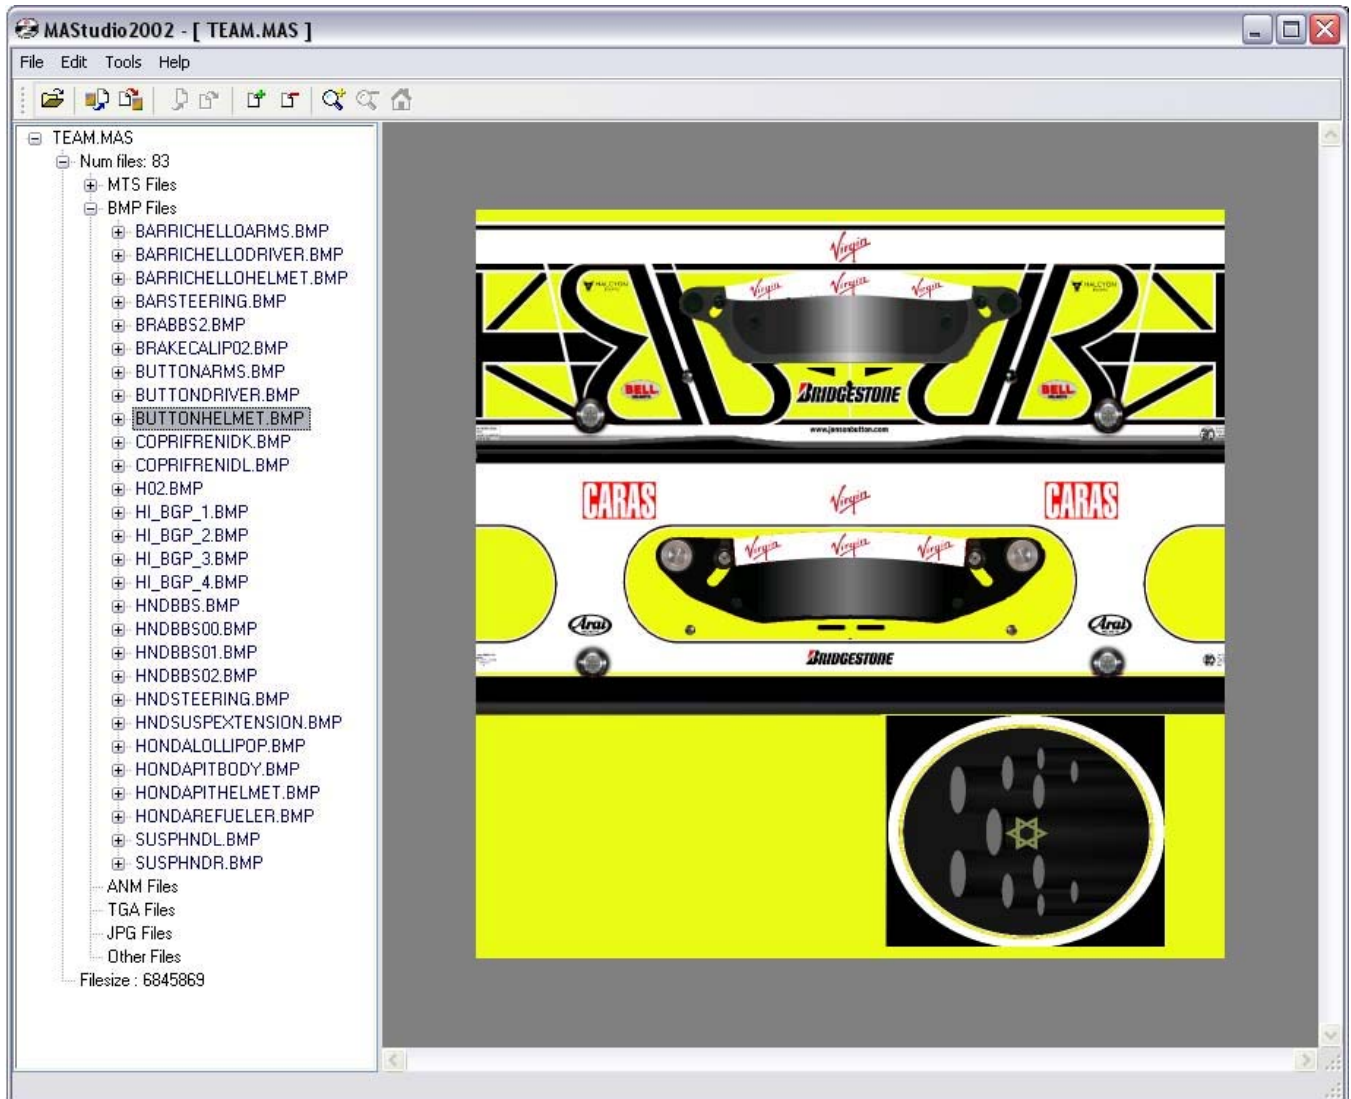 MAStudio2002 - [ TEAM.MAS ]
File Edit Tools Help
TEAM.MAS
Num files: 83
MTS Files
BMP Files
BARRICHELLOARMS.BMP
BARRICHELLODRIVER.BMP
BARRICHELLOHELMET.BMP
BARSTEERING.BMP
BRABBS2.BMP
BRAKECALIP02.BMP
BUTTONARMS.BMP
BUTTONDRIVER.BMP
BUTTONHELMET.BMP
COPRIFRENIDK.BMP
COPRIFRENIDL.BMP
H02.BMP
HI_BGP_1.BMP
HI_BGP_2.BMP
HI_BGP_3.BMP
HI_BGP_4.BMP
HNDBBS.BMP
HNDBBS00.BMP
HNDBBS01.BMP
HNDBBS02.BMP
HNDSTEERING.BMP
HNDSUSPEXTENSION.BMP
HONDALOLLIPOP.BMP
HONDAPITBODY.BMP
HONDAPITHELMET.BMP
HONDAREFUELER.BMP
SUSPHNDL.BMP
SUSPHNDR.BMP
ANM Files
TGA Files
JPG Files
Other Files
Filesize : 6845869
Virgin
Virgin Virgin Virgin
HALCYON HALCYON
BELL BRIDGESTONE BELL
www.jensonbutton.com
CARAS Virgin CARAS
Virgin Virgin Virgin
Arai Arai
BRIDGESTONE